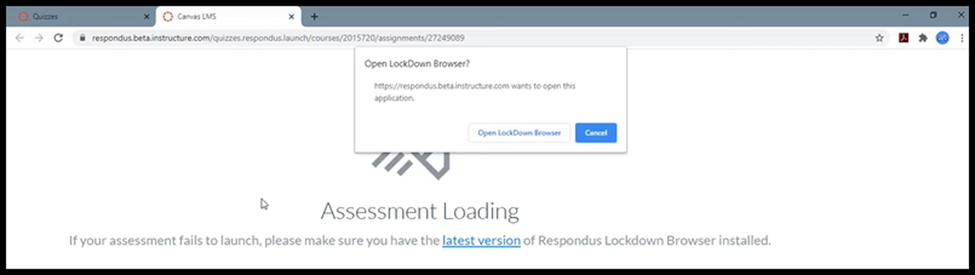 Quizzes
Canvas LMS
respondus.beta.instructure.com/quizzes.respondus.launch/courses/2015720/assignments/27249089
Open LockDown Browser?
https://respondus.beta.instructure.com wants to open this
application.
Open LockDown Browser
Cancel
Assessment Loading
If your assessment fails to launch, please make sure you have the latest version of Respondus Lockdown Browser installed.